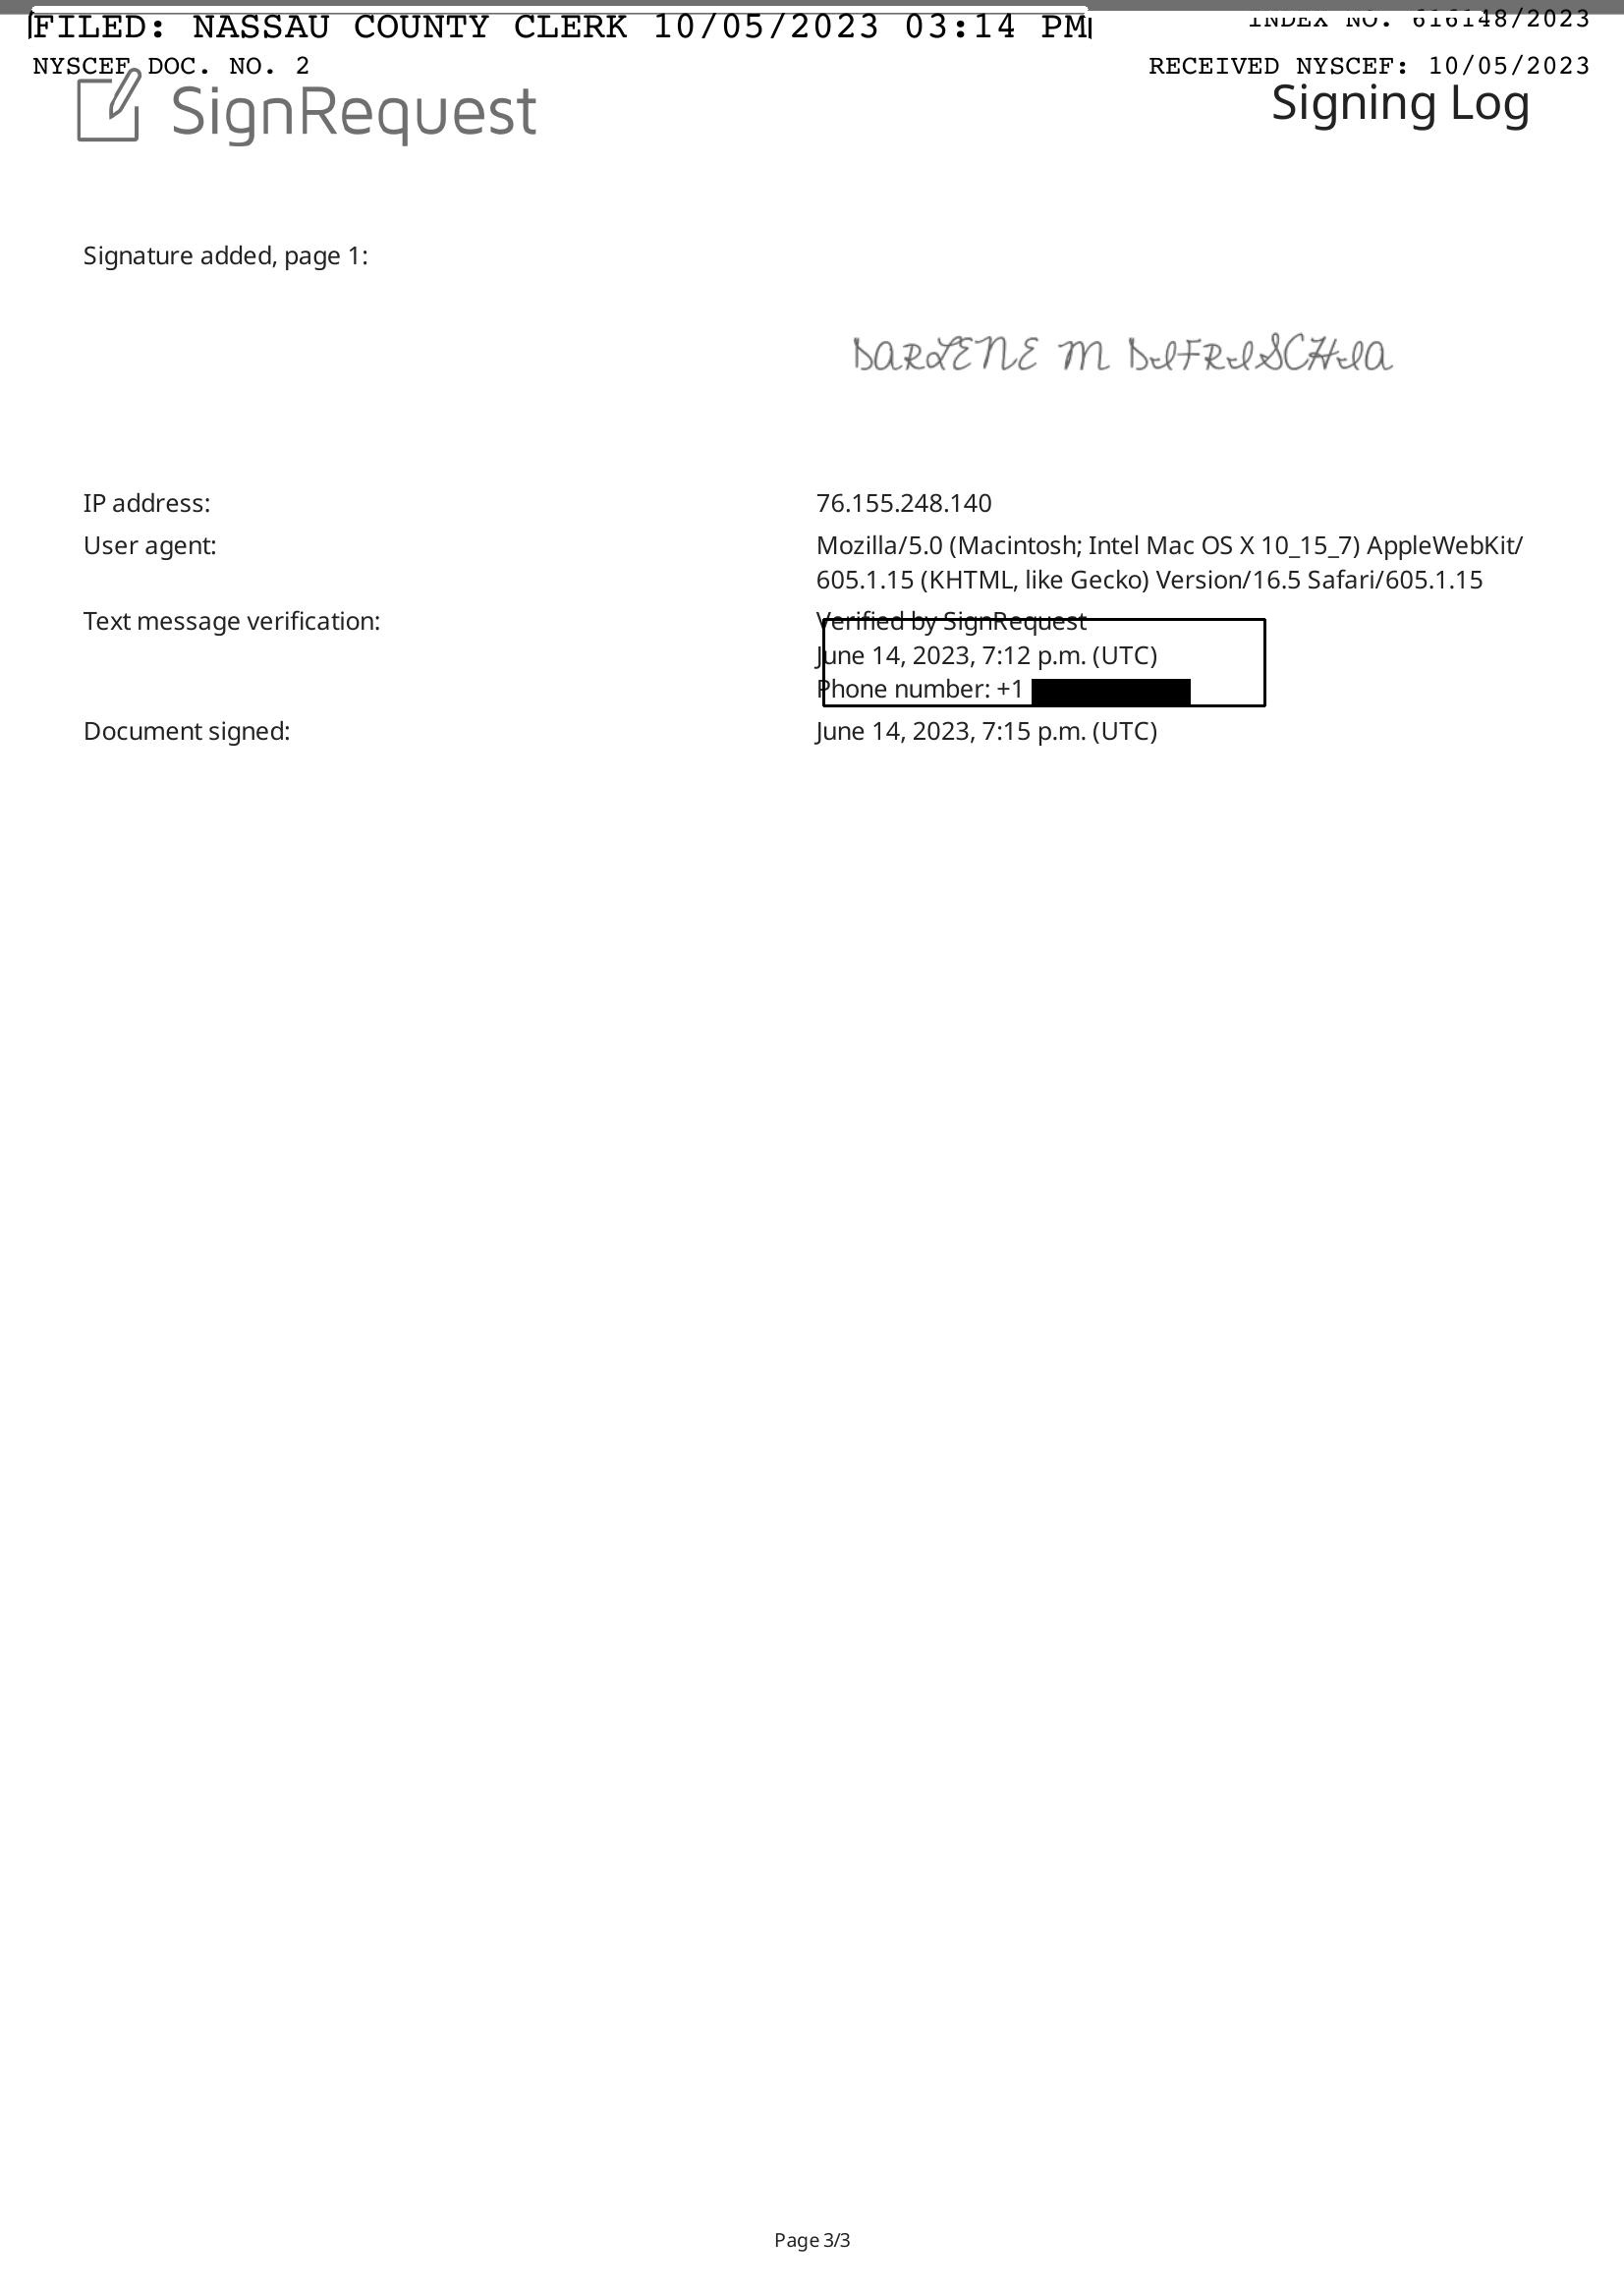 FILED: NASSAU COUNTY CLERK 10/05/2023 03:14 PM
INDEX NO. 616148/2023
NYSCEF DOC. NO. 2
RECEIVED NYSCEF: 10/05/2023
SignRequest
Signing Log
Signature added, page 1:
DARLENE M DIFRISCHIA
IP address:
76.155.248.140
User agent:
Mozilla/5.0 (Macintosh; Intel Mac OS X 10_15_7) AppleWebKit/
605.1.15 (KHTML, like Gecko) Version/16.5 Safari/605.1.15
Text message verification:
Verified by SignRequest
June 14, 2023, 7:12 p.m. (UTC)
Phone number: +1
Document signed:
June 14, 2023, 7:15 p.m. (UTC)
Page 3/3